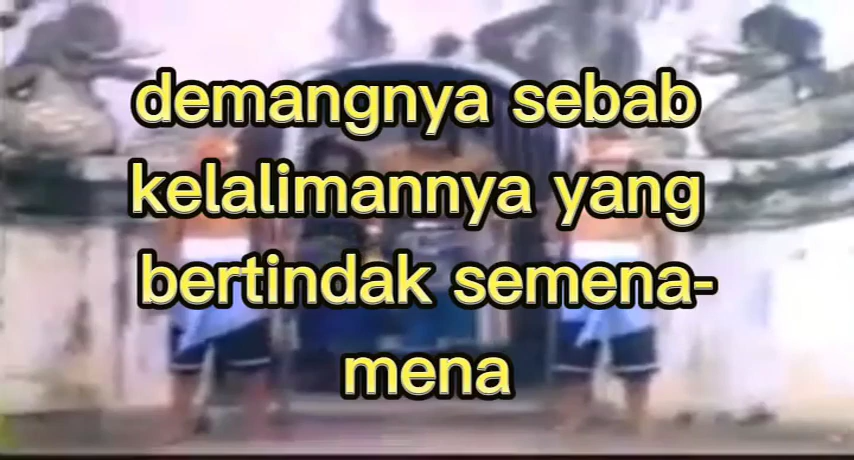 demangnya sebab
kelalimannya yang
bertindak semena-
mena